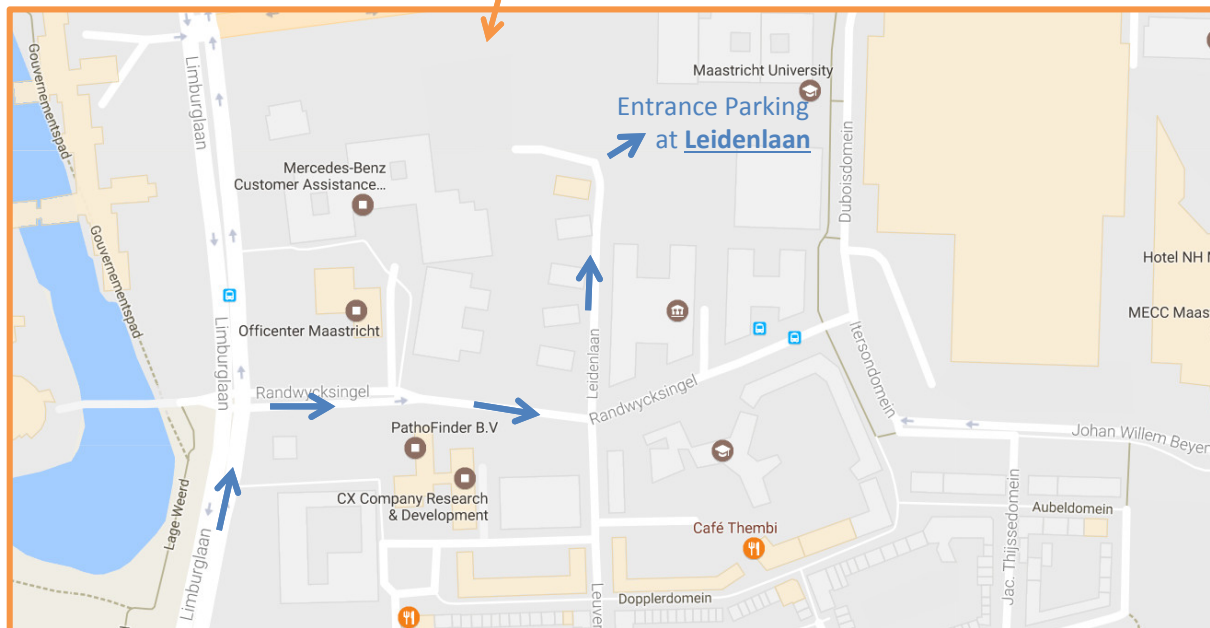 Gouvernementspad
Limburglaan
Maastricht University
Entrance Parking
at Leidenlaan
Mercedes-Benz
Customer Assistance...
Duboisdomein
Gouvernementspad
Hotel NH M
MECC Maas
Officenter Maastricht
Limburglaan
Leidenlaan
Itersondomein
Randwycksingel
Randwycksingel
PathoFinder B.V
Johan Willem Beyen
CX Company Research
& Development
Lage Weerd
Café Thembi
Aubeldomein
Jac. Thijssedomein
Limburglaan
Leuven
Dopplerdomein